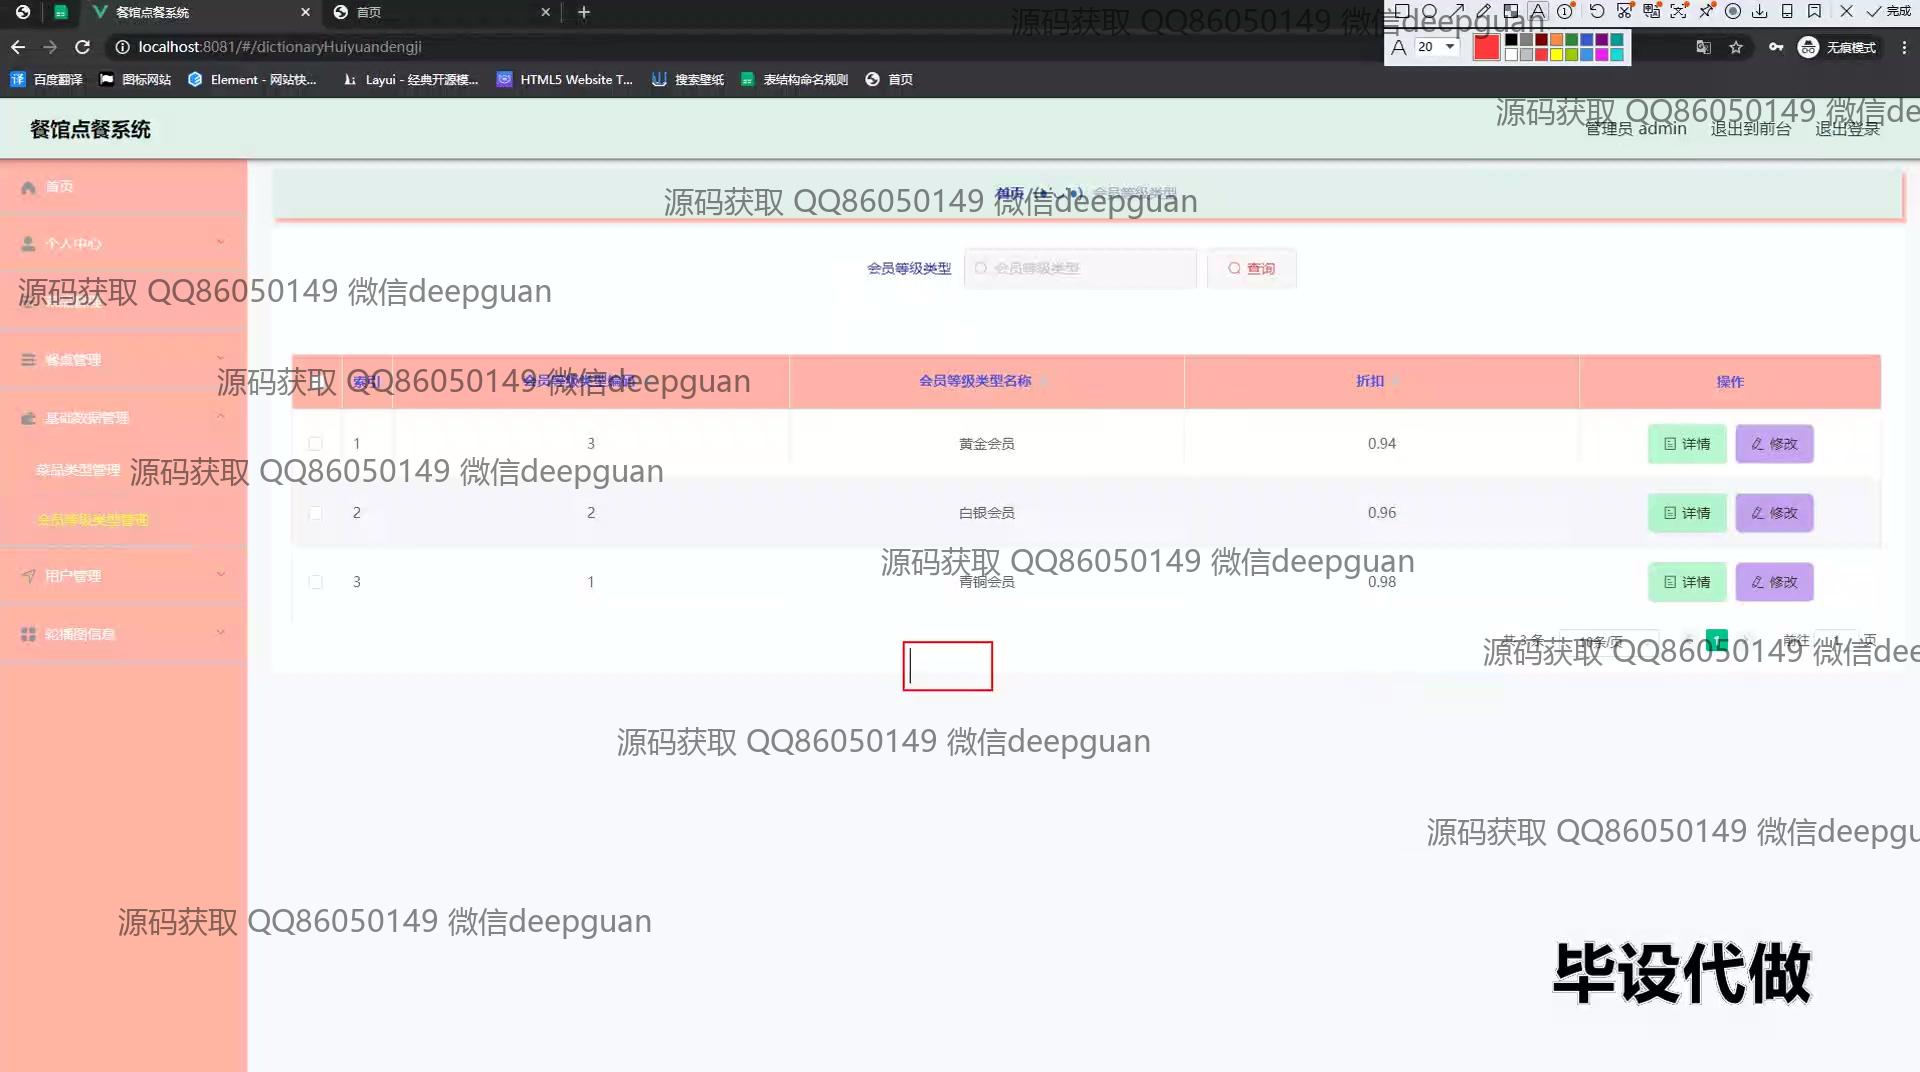 餐馆点餐系统
首页
完成
localhost:8081/#/dictionaryHuiyuandengji
A 20
无痕模式
百度翻译
图标网站
Element - 网站快...
Layui - 经典开源模...
HTML5 Website T...
搜索壁纸
表结构命名规则
首页
源码获取 QQ86050149 微信deepguan
餐馆点餐系统
管理员 admin
退出到前台
退出登录
源码获取 QQ86050149 微信de
首页
首页
会员等级类型
源码获取 QQ86050149 微信deepguan
个人中心
会员等级类型
会员等级类型
查询
源码获取 QQ86050149 微信deepguan
餐点管理
索引
会员等级类型编码
会员等级类型名称
折扣
操作
源码获取 QQ86050149 微信deepguan
基础数据管理
1
3
黄金会员
0.94
详情
修改
菜品类型管理
源码获取 QQ86050149 微信deepguan
会员等级类型管理
2
2
白银会员
0.96
详情
修改
源码获取 QQ86050149 微信deepguan
用户管理
3
1
青铜会员
0.98
详情
修改
轮播图信息
共 3 条
10条/页
1
前往
1
页
源码获取 QQ86050149 微信dee
源码获取 QQ86050149 微信deepguan
源码获取 QQ86050149 微信deepgu
源码获取 QQ86050149 微信deepguan
毕设代做